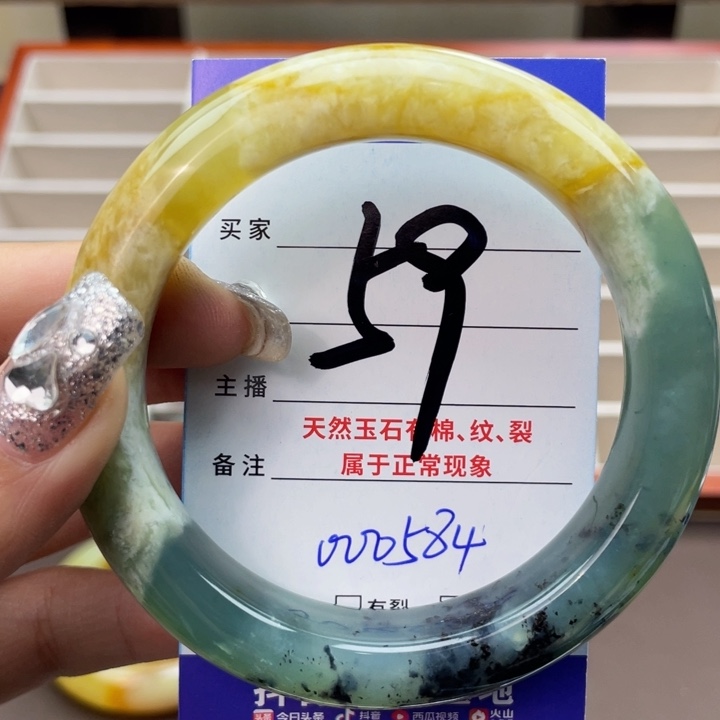 买家
59
主播
天然玉石有棉、纹、裂
备注
属于正常现象
000584
有裂
今日头条 抖音 西瓜视频 火山